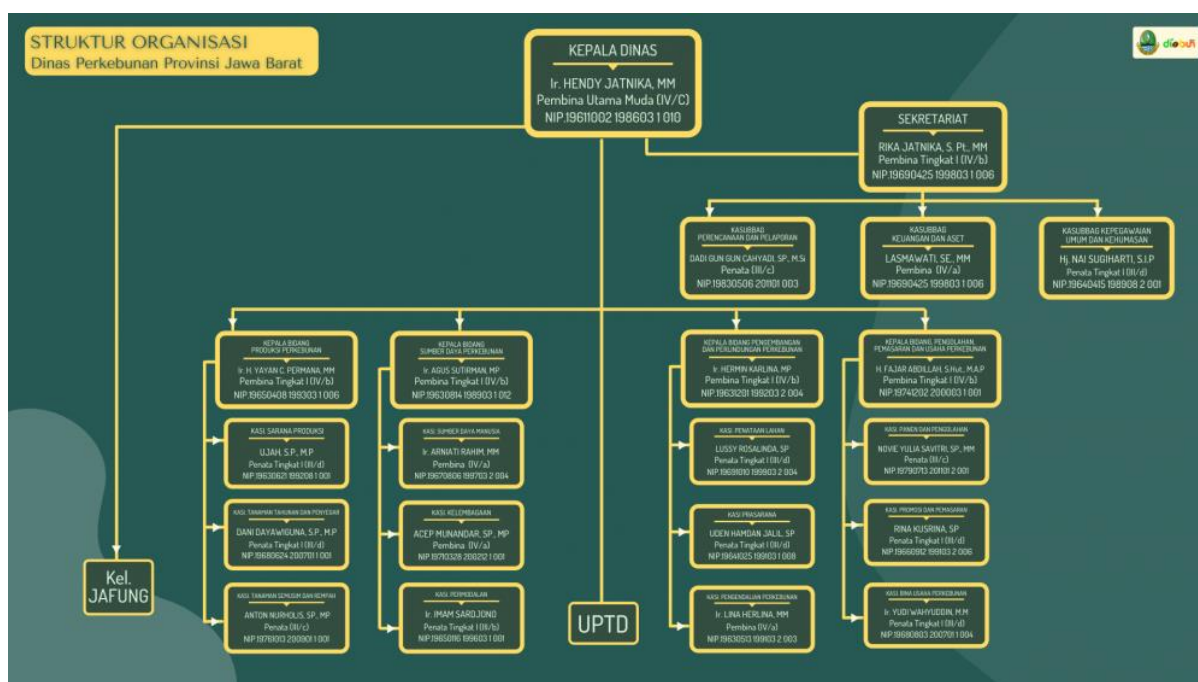 STRUKTUR ORGANISASI
Dinas Perkebunan Provinsi Jawa Barat
KEPALA DINAS
Ir. HENDY JATNIKA, MM
Pembina Utama Muda (IV/C)
NIP.19611002 198603 1 010
disbun
SEKRETARIAT
RIKA JATNIKA, S. Pt., MM
Pembina Tingkat I (IV/b)
NIP.19690425 199803 1 006
KASUBBAG
PERENCANAAN DAN PELAPORAN
DADI GUN GUN CAHYADI, SP., M.Si
Penata (III/c)
NIP.19830506 201101 003
KASUBBAG
KEUANGAN DAN ASET
LASMAWATI, SE., MM
Pembina (IV/a)
NIP.19690425 199803 1 006
KASUBBAG KEPEGAWAIAN
UMUM DAN KEHUMASAN
Hj. NAI SUGIHARTI, S.I.P
Penata Tingkat I (III/d)
NIP.19640415 198908 2 001
KEPALA BIDANG
PRODUKSI PERKEBUNAN
Ir. H. YAYAN C. PERMANA, MM
Pembina Tingkat I (IV/b)
NIP.19650408 199303 1 006
KEPALA BIDANG
SUMBER DAYA PERKEBUNAN
Ir. AGUS SUTIRMAN, MP
Pembina Tingkat I (IV/b)
NIP.19630814 198903 1 012
KEPALA BIDANG PENGEMBANGAN
DAN PERLINDUNGAN PERKEBUNAN
Ir. HERMIN KARLINA, MP
Pembina Tingkat I (IV/b)
NIP.19631201 199203 2 004
KEPALA BIDANG, PENGOLAHAN,
PEMASARAN DAN USAHA PERKEBUNAN
H. FAJAR ABDILLAH, S.Hut., M.A.P
Pembina Tingkat I (IV/b)
NIP.19741202 200003 1 001
KASI. SARANA PRODUKSI
UJAH, S.P., M.P
Penata Tingkat I (III/d)
NIP.19630621 199208 1 001
KASI. SUMBER DAYA MANUSIA
Ir. ARNIATI RAHIM, MM
Pembina (IV/a)
NIP.19670806 199703 2 004
KASI. PENATAAN LAHAN
LUSSY ROSALINDA, SP
Penata Tingkat I (III/d)
NIP.19691010 199903 2 004
KASI. PANEN DAN PENGOLAHAN
NOVIE YULIA SAVITRI, SP., MM
Penata (III/c)
NIP.19790713 201101 2 001
KASI. TANAMAN TAHUNAN DAN PENYEGAR
DANI DAYAWIGUNA, S.P., M.P
Penata Tingkat I (III/d)
NIP.19680624 200701 1 001
KASI. KELEMBAGAAN
ACEP MUNANDAR, SP., MP
Pembina (IV/a)
NIP.19710328 200212 1 001
KASI PRASARANA
UDEN HAMDAN JALIL, SP
Penata Tingkat I (III/d)
NIP.19641025 199103 1 008
KASI. PROMOSI DAN PEMASARAN
RINA KUSRINA, SP
Penata Tingkat I (III/d)
NIP.19660912 199103 2 006
KASI. TANAMAN SEMUSIM DAN REMPAH
ANTON NURHOLIS, SP., MP
Penata (III/c)
NIP.19761013 200901 1 001
KASI. PERMODALAN
Ir. IMAM SARDJONO
Penata Tingkat I (III/b)
NIP.19650116 199603 1 001
KASI. PENGENDALIAN PERKEBUNAN
Ir. LINA HERLINA, MM
Pembina (IV/a)
NIP.19630513 199103 2 003
KASI. BINA USAHA PERKEBUNAN
Ir. YUDI WAHYUDDIN, M.M
Penata Tingkat I (III/d)
NIP.19680803 200701 1 004
Kel.
JAFUNG
UPTD